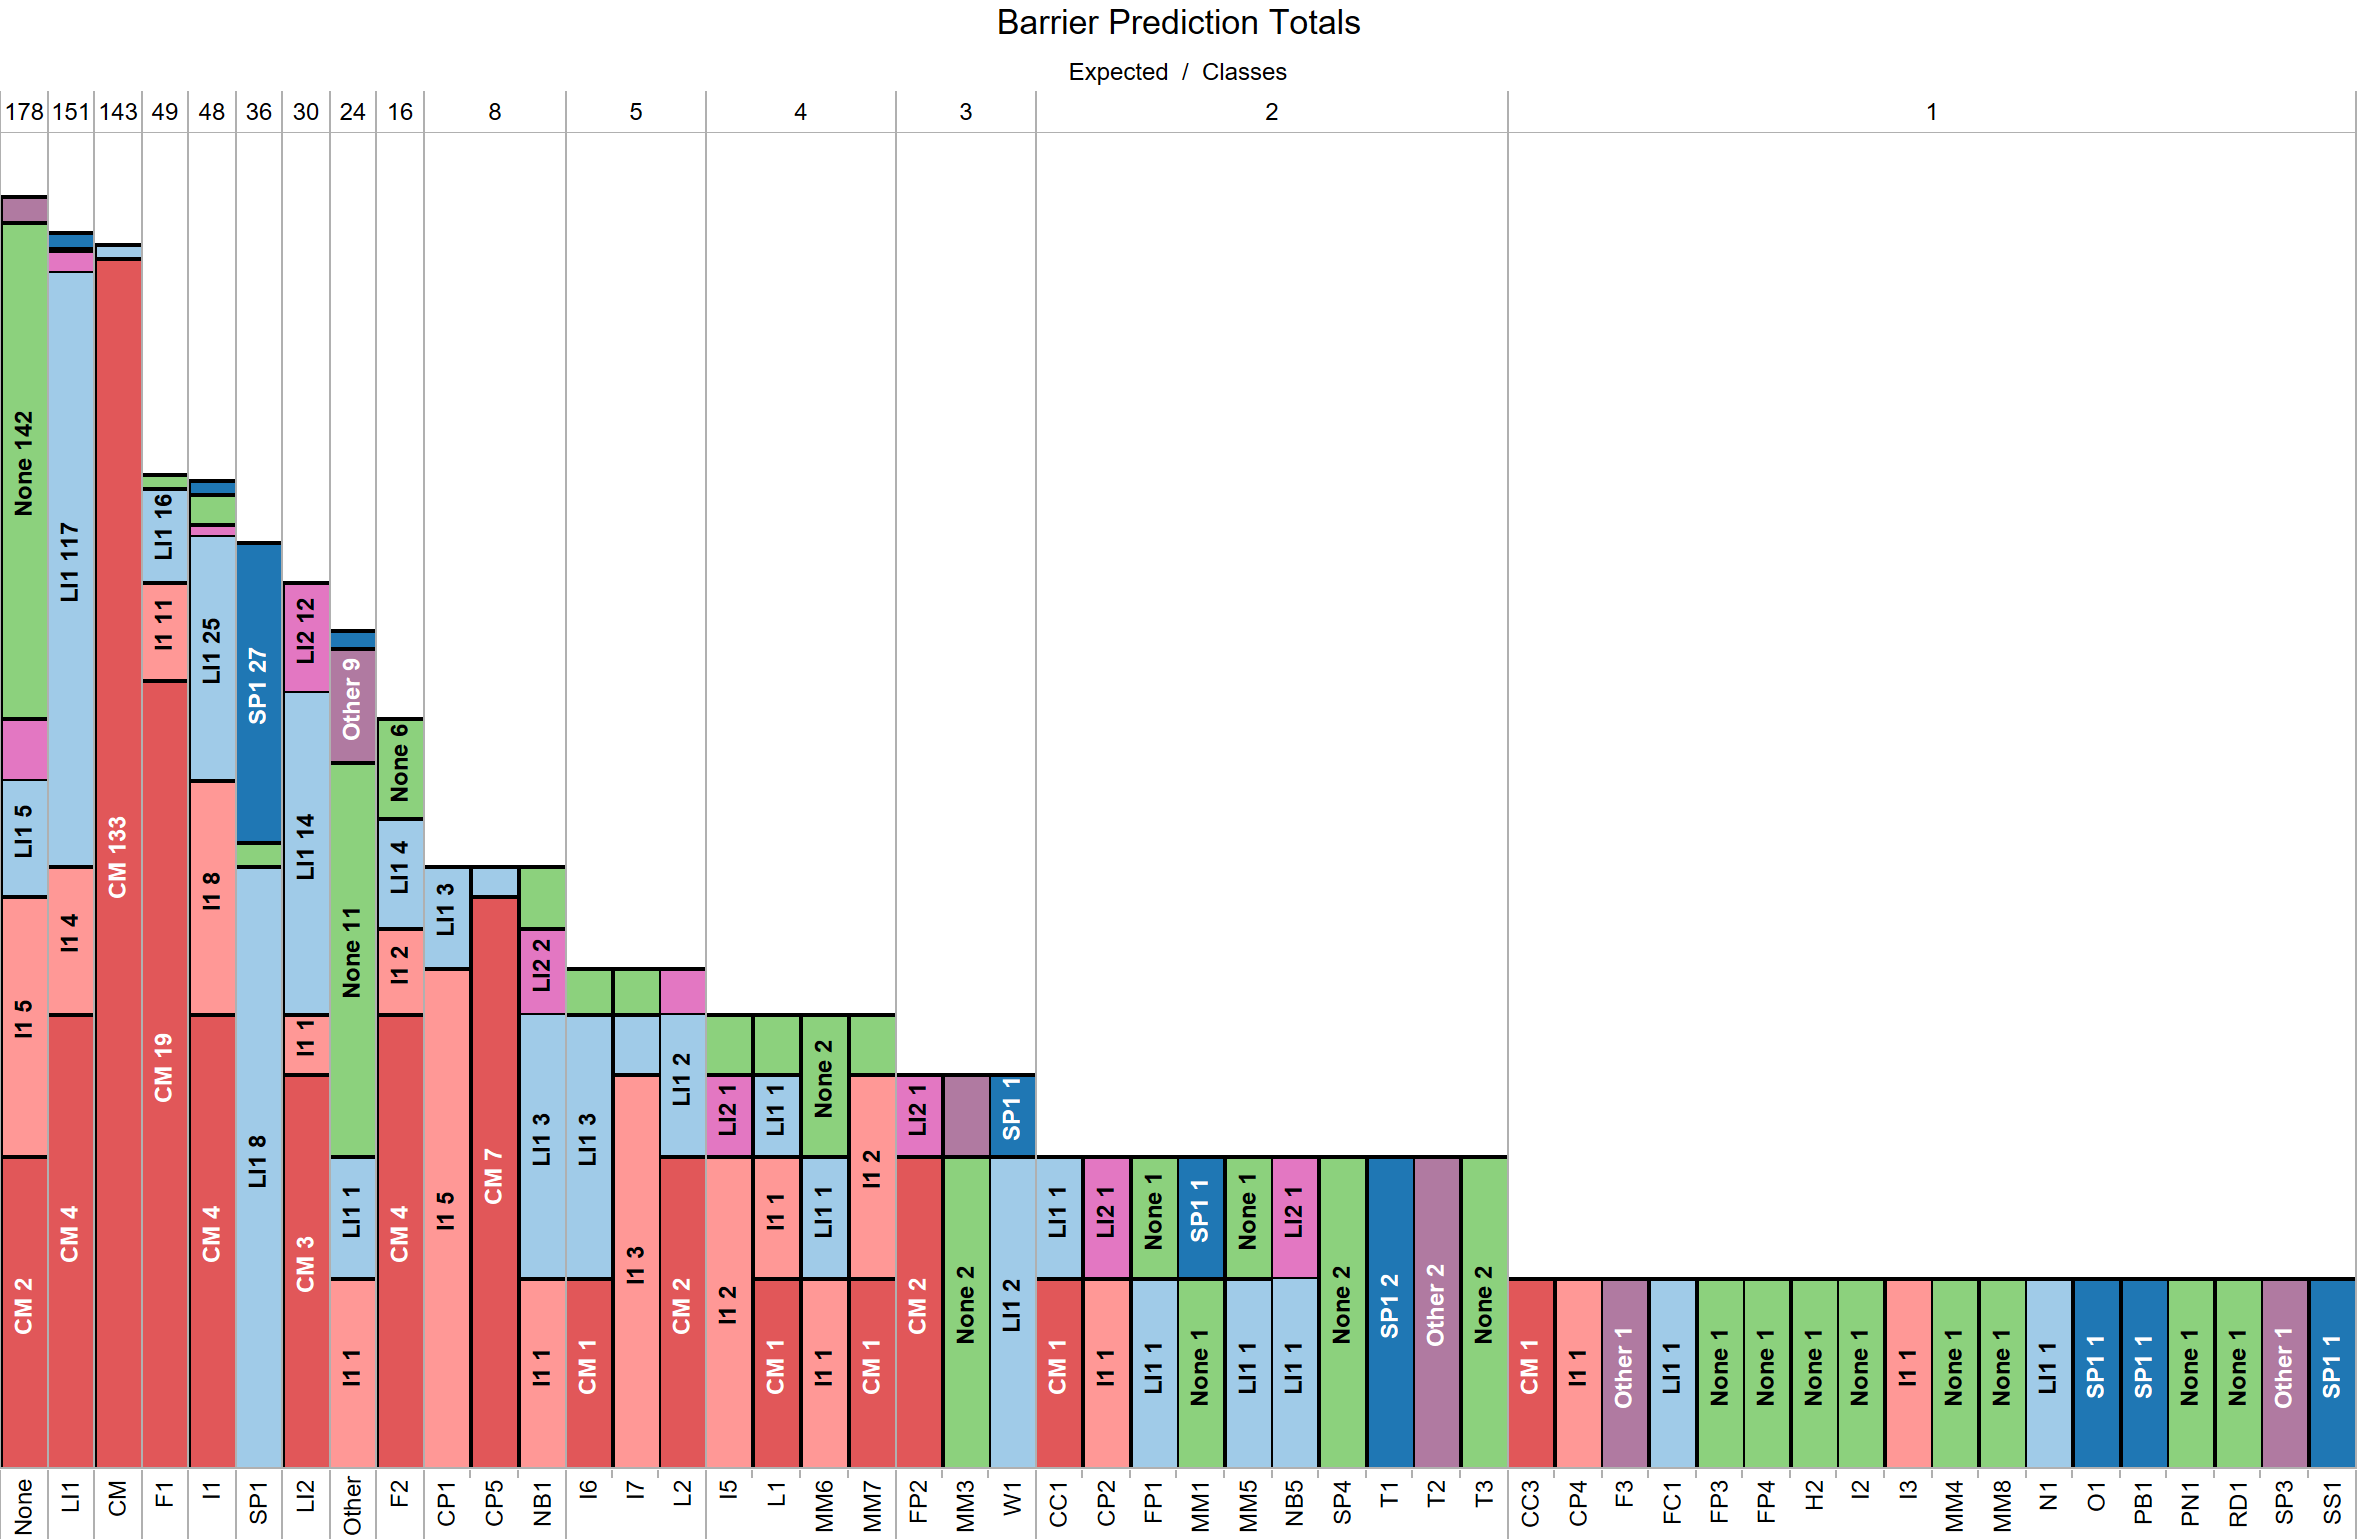 Barrier Prediction Totals
Expected / Classes
178 151 143 49 48 36 30 24 16 8 5 4 3 2 1
None 142
LI1 5
I1 5
CM 2
LI1 117
I1 4
CM 4
CM 133
LI1 16
I1 11
CM 19
LI1 25
I1 8
CM 4
SP1 27
LI1 8
LI2 12
LI1 14
I1 1
CM 3
Other 9
None 11
LI1 1
I1 1
None 6
LI1 4
I1 2
CM 4
LI1 3
I1 5
CM 7
LI2 2
LI1 3
I1 1
LI1 3
CM 1
I1 3
LI1 2
CM 2
LI2 1
I1 2
LI1 1
I1 1
CM 1
None 2
LI1 1
I1 1
I1 2
CM 1
LI2 1
CM 2
None 2
SP1 1
LI1 2
LI1 1
CM 1
LI2 1
I1 1
None 1
LI1 1
SP1 1
None 1
None 1
LI1 1
LI2 1
LI1 1
None 2
SP1 2
Other 2
None 2
CM 1
I1 1
Other 1
LI1 1
None 1
None 1
None 1
None 1
I1 1
None 1
None 1
LI1 1
SP1 1
SP1 1
None 1
None 1
Other 1
SP1 1
None
LI1
CM
F1
I1
SP1
LI2
Other
F2
CP1
CP5
NB1
I6
I7
L2
I5
L1
MM6
MM7
FP2
MM3
W1
CC1
CP2
FP1
MM1
MM5
NB5
SP4
T1
T2
T3
CC3
CP4
F3
FC1
FP3
FP4
H2
I2
I3
MM4
MM8
N1
O1
PB1
PN1
RD1
SP3
SS1